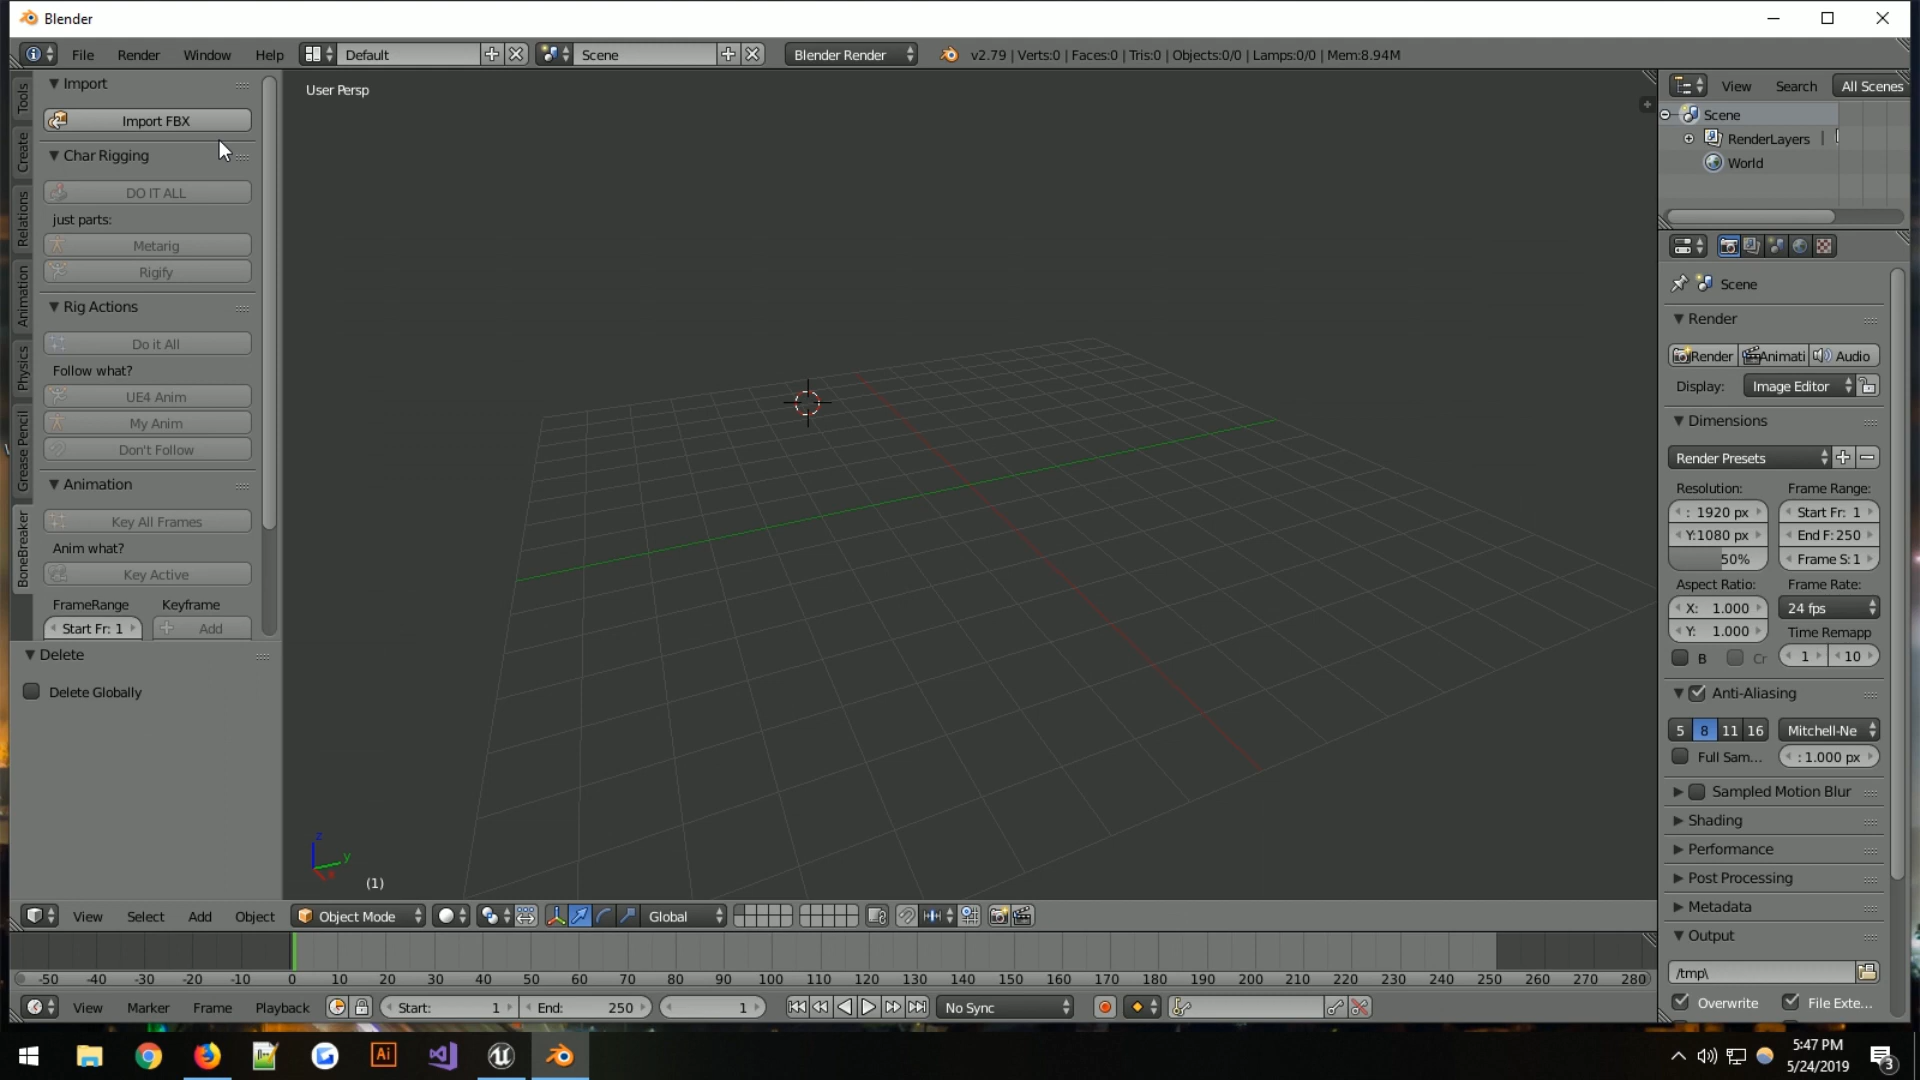 Blender
File Render Window Help Default Scene Blender Render v2.79 | Verts:0 | Faces:0 | Tris:0 | Objects:0/0 | Lamps:0/0 | Mem:8.94M
Tools
Create
Relations
Animation
Physics
Grease Pencil
BoneBreaker
Import
Import FBX
Char Rigging
DO IT ALL
just parts:
Metarig
Rigify
Rig Actions
Do it All
Follow what?
UE4 Anim
My Anim
Don't Follow
Animation
Key All Frames
Anim what?
Key Active
FrameRange Keyframe
Start Fr: 1 Add
Delete
Delete Globally
User Persp
z
y
x
(1)
View Select Add Object Object Mode Global
-50 -40 -30 -20 -10 0 10 20 30 40 50 60 70 80 90 100 110 120 130 140 150 160 170 180 190 200 210 220 230 240 250 260 270 280
View Marker Frame Playback Start: 1 End: 250 1 No Sync
View Search All Scenes
Scene
RenderLayers |
World
Scene
Render
Render Animati Audio
Display: Image Editor
Dimensions
Render Presets
Resolution: Frame Range:
: 1920 px Start Fr: 1
Y:1080 px End F:250
50% Frame S:1
Aspect Ratio: Frame Rate:
X: 1.000 24 fps
Y: 1.000 Time Remapp
B Cr 1 10
Anti-Aliasing
5 8 11 16 Mitchell-Ne
Full Sam... : 1.000 px
Sampled Motion Blur
Shading
Performance
Post Processing
Metadata
Output
/tmp\
Overwrite File Exte...
Ai
5:47 PM
5/24/2019
3